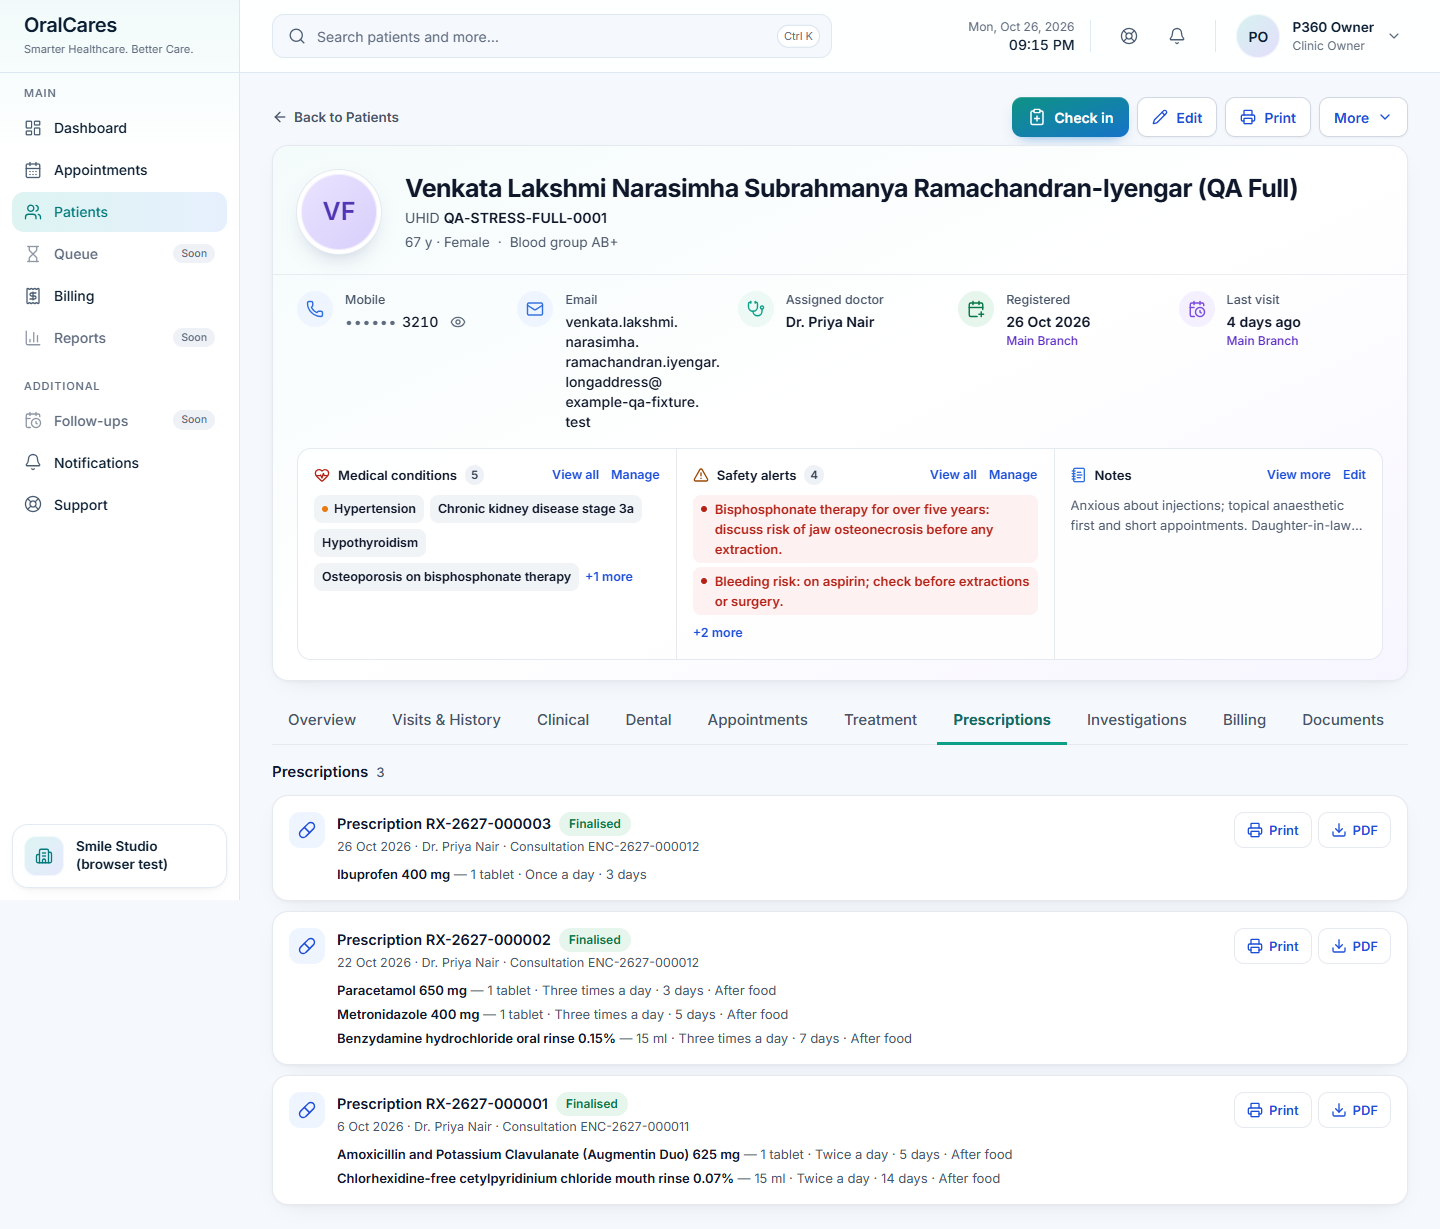 OralCares
Smarter Healthcare. Better Care.
Search patients and more...
Ctrl K
Mon, Oct 26, 2026
09:15 PM
PO
P360 Owner
Clinic Owner
MAIN
Dashboard
Appointments
Patients
Queue
Soon
Billing
Reports
Soon
ADDITIONAL
Follow-ups
Soon
Notifications
Support
Smile Studio
(browser test)
Back to Patients
Check in
Edit
Print
More
VF
Venkata Lakshmi Narasimha Subrahmanya Ramachandran-Iyengar (QA Full)
UHID QA-STRESS-FULL-0001
67 y · Female · Blood group AB+
Mobile
•••••• 3210
Email
venkata.lakshmi.
narasimha.
ramachandran.iyengar.
longaddress@
example-qa-fixture.
test
Assigned doctor
Dr. Priya Nair
Registered
26 Oct 2026
Main Branch
Last visit
4 days ago
Main Branch
Medical conditions 5
View all Manage
Hypertension
Chronic kidney disease stage 3a
Hypothyroidism
Osteoporosis on bisphosphonate therapy
+1 more
Safety alerts 4
View all Manage
Bisphosphonate therapy for over five years:
discuss risk of jaw osteonecrosis before any
extraction.
Bleeding risk: on aspirin; check before extractions
or surgery.
+2 more
Notes
View more Edit
Anxious about injections; topical anaesthetic
first and short appointments. Daughter-in-law...
Overview
Visits & History
Clinical
Dental
Appointments
Treatment
Prescriptions
Investigations
Billing
Documents
Prescriptions 3
Prescription RX-2627-000003 Finalised
26 Oct 2026 · Dr. Priya Nair · Consultation ENC-2627-000012
Ibuprofen 400 mg — 1 tablet · Once a day · 3 days
Print
PDF
Prescription RX-2627-000002 Finalised
22 Oct 2026 · Dr. Priya Nair · Consultation ENC-2627-000012
Paracetamol 650 mg — 1 tablet · Three times a day · 3 days · After food
Metronidazole 400 mg — 1 tablet · Three times a day · 5 days · After food
Benzydamine hydrochloride oral rinse 0.15% — 15 ml · Three times a day · 7 days · After food
Print
PDF
Prescription RX-2627-000001 Finalised
6 Oct 2026 · Dr. Priya Nair · Consultation ENC-2627-000011
Amoxicillin and Potassium Clavulanate (Augmentin Duo) 625 mg — 1 tablet · Twice a day · 5 days · After food
Chlorhexidine-free cetylpyridinium chloride mouth rinse 0.07% — 15 ml · Twice a day · 14 days · After food
Print
PDF